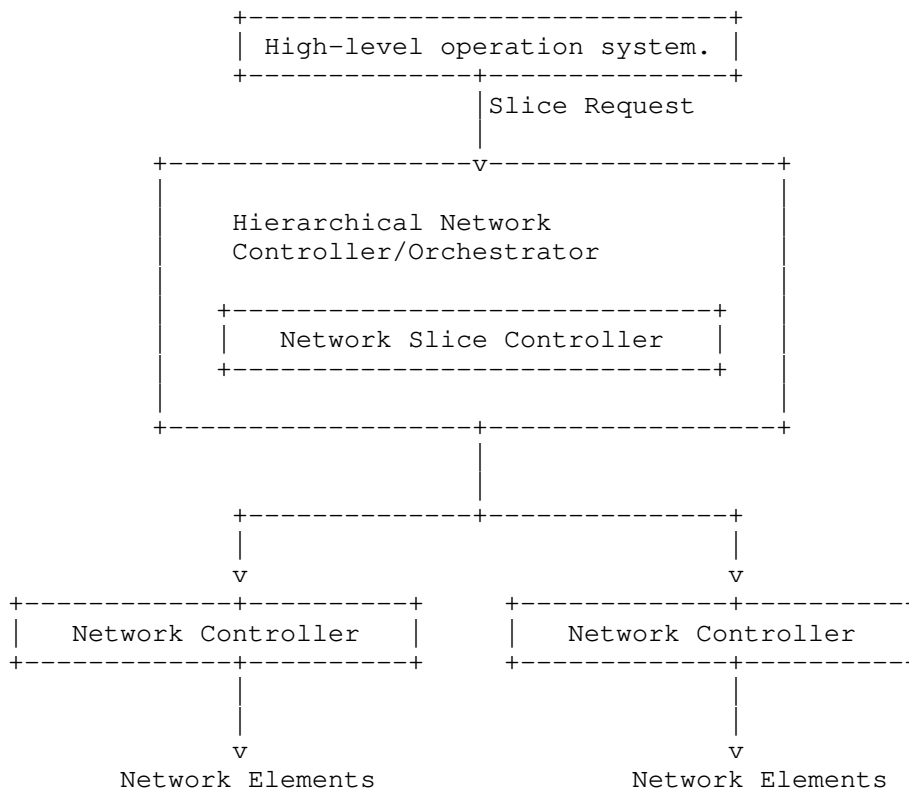 High-level operation system.
Slice Request
Hierarchical Network
Controller/Orchestrator
Network Slice Controller
Network Controller Network Controller
Network Elements Network Elements